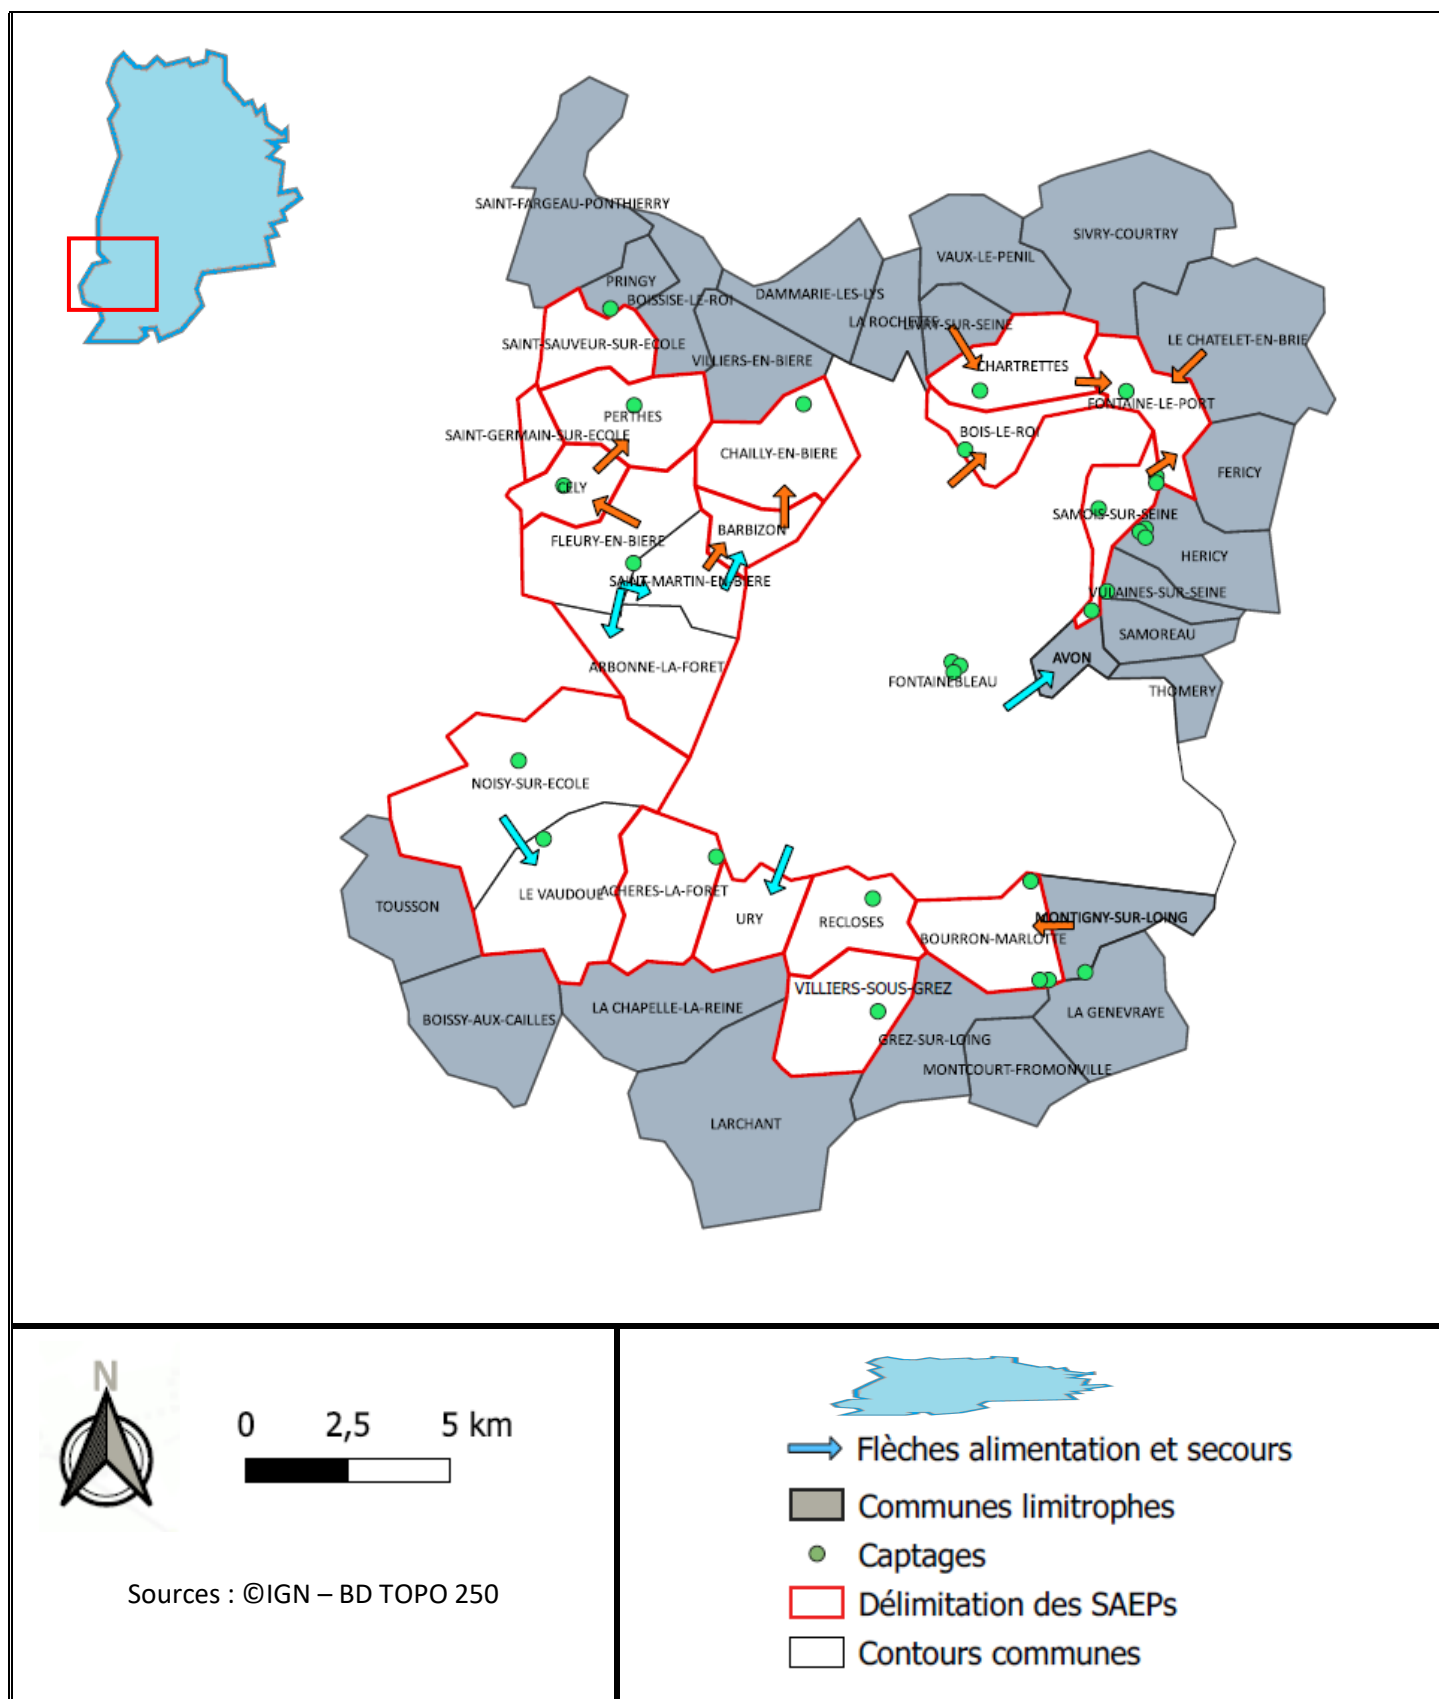 SAINT-FARGEAU-PONTHIERRY
SIVRY-COURTRY
VAUX-LE-PENIL
PRINGY
BOISSISE-LE-ROI
DAMMARIE-LES-LYS
LA ROCHETTE
LIVRY-SUR-SEINE
SAINT-SAUVEUR-SUR-ECOLE
VILLIERS-EN-BIERE
LE CHATELET-EN-BRIE
CHARTRETTES
FONTAINE-LE-PORT
PERTHES
SAINT-GERMAIN-SUR-ECOLE
BOIS-LE-ROI
CHAILLY-EN-BIERE
FERICY
CELY
SAMOIS-SUR-SEINE
BARBIZON
FLEURY-EN-BIERE
HERICY
SAINT-MARTIN-EN-BIERE
VULAINES-SUR-SEINE
SAMOREAU
AVON
ARBONNE-LA-FORET
FONTAINEBLEAU
THOMERY
NOISY-SUR-ECOLE
LE VAUDOUE
ACHERES-LA-FORET
TOUSSON
URY
RECLOSES
MONTIGNY-SUR-LOING
BOURRON-MARLOTTE
VILLIERS-SOUS-GREZ
LA CHAPELLE-LA-REINE
BOISSY-AUX-CAILLES
LA GENEVRAYE
GREZ-SUR-LOING
MONTCOURT-FROMONVILLE
LARCHANT
N
0 2,5 5 km
Sources : ©IGN – BD TOPO 250
Flèches alimentation et secours
Communes limitrophes
Captages
Délimitation des SAEPs
Contours communes